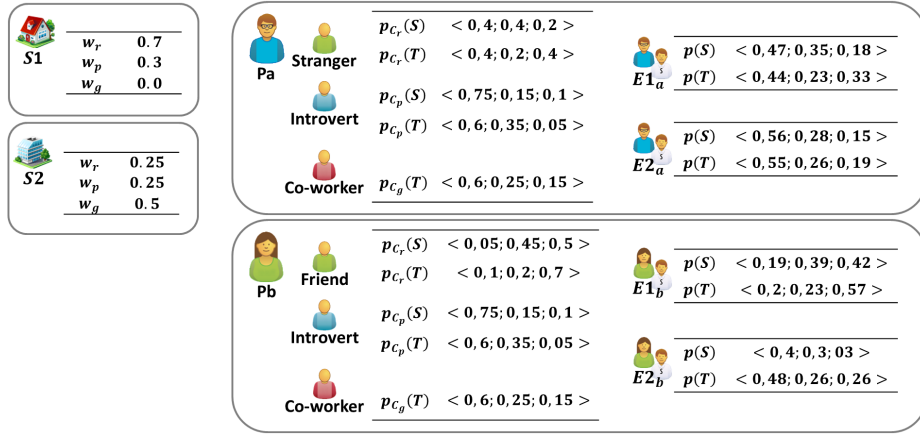 S1
w_r 0.7
w_p 0.3
w_g 0.0
S2
w_r 0.25
w_p 0.25
w_g 0.5
Pa
Stranger
p_{C_r}(S) < 0,4; 0,4; 0,2 >
p_{C_r}(T) < 0,4; 0,2; 0,4 >
Introvert
p_{C_p}(S) < 0,75; 0,15; 0,1 >
p_{C_p}(T) < 0,6; 0,35; 0,05 >
Co-worker
p_{C_g}(T) < 0,6; 0,25; 0,15 >
S
E1_a
p(S) < 0,47; 0,35; 0,18 >
p(T) < 0,44; 0,23; 0,33 >
S
E2_a
p(S) < 0,56; 0,28; 0,15 >
p(T) < 0,55; 0,26; 0,19 >
Pb
Friend
p_{C_r}(S) < 0,05; 0,45; 0,5 >
p_{C_r}(T) < 0,1; 0,2; 0,7 >
Introvert
p_{C_p}(S) < 0,75; 0,15; 0,1 >
p_{C_p}(T) < 0,6; 0,35; 0,05 >
Co-worker
p_{C_g}(T) < 0,6; 0,25; 0,15 >
S
E1_b
p(S) < 0,19; 0,39; 0,42 >
p(T) < 0,2; 0,23; 0,57 >
S
E2_b
p(S) < 0,4; 0,3; 03 >
p(T) < 0,48; 0,26; 0,26 >